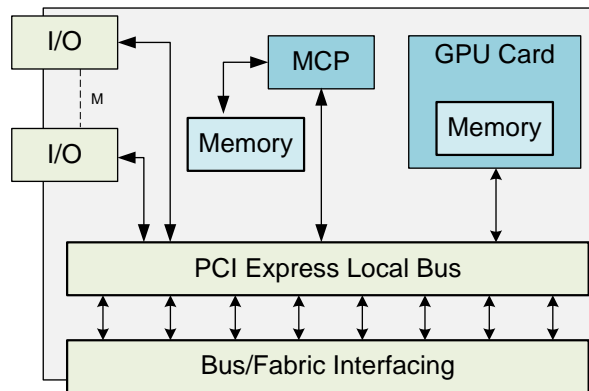 I/O
MCP
GPU Card
M
Memory
Memory
I/O
PCI Express Local Bus
Bus/Fabric Interfacing